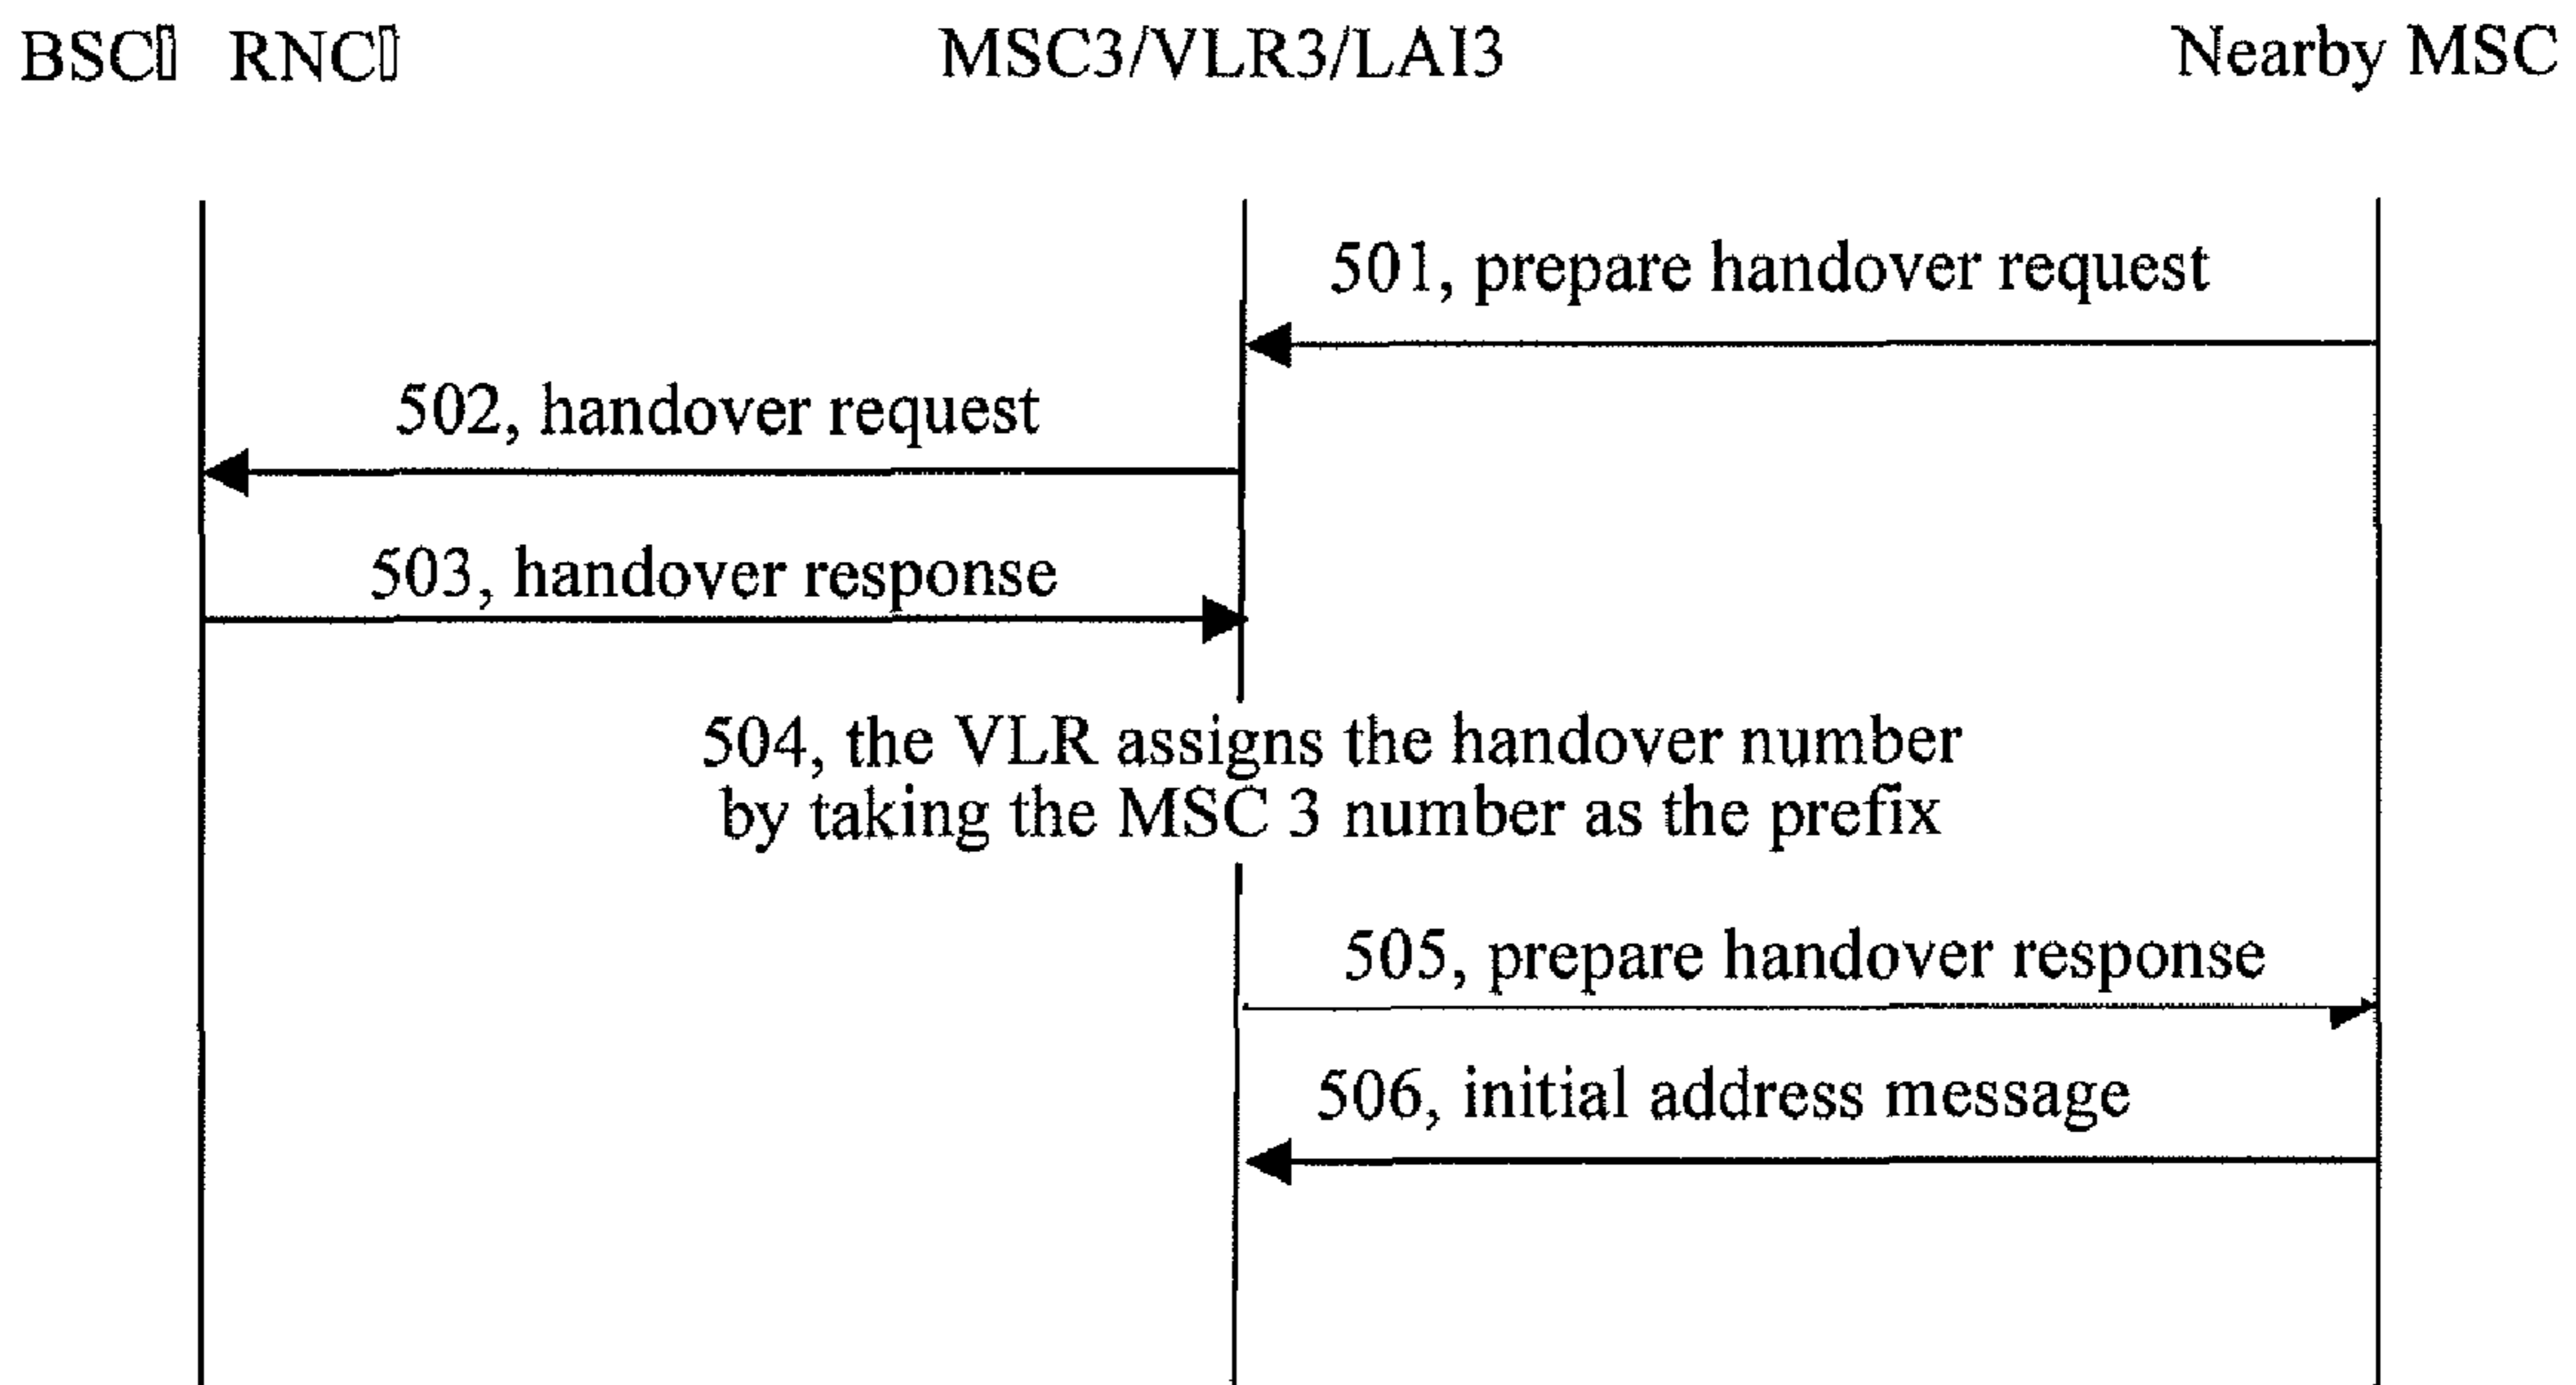 BSC RNC MSC3/VLR3/LAI3 Nearby MSC
501, prepare handover request
502, handover request
503, handover response
504, the VLR assigns the handover number
by taking the MSC 3 number as the prefix
505, prepare handover response
506, initial address message